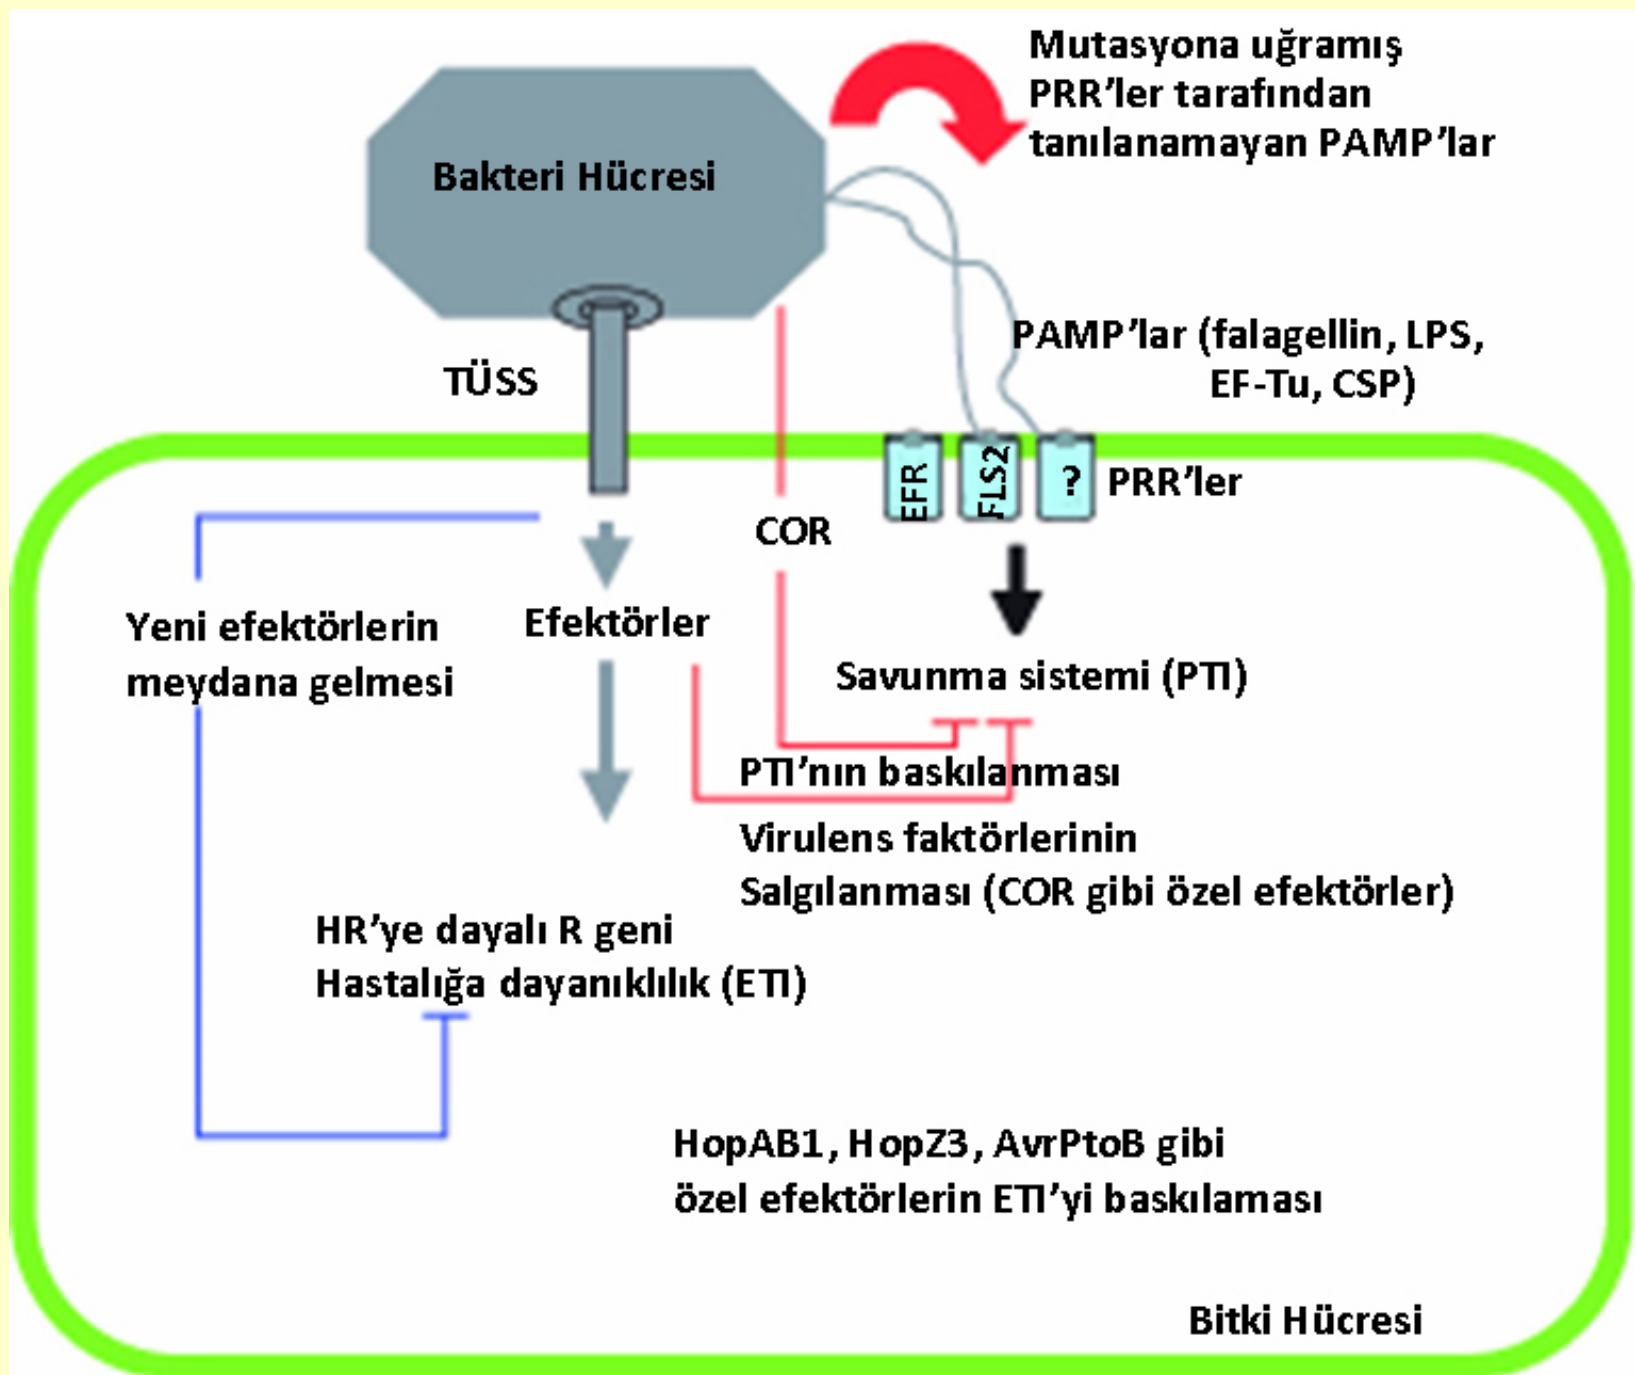 Mutasyona uğramış
PRR'ler tarafından
tanılanamayan PAMP'lar
Bakteri Hücresi
PAMP'lar (falagellin, LPS,
EF-Tu, CSP)
TÜSS
EFR
FLS2
?
PRR'ler
COR
Yeni efektörlerin
meydana gelmesi
Efektörler
Savunma sistemi (PTI)
PTI'nın baskılanması
Virulens faktörlerinin
Salgılanması (COR gibi özel efektörler)
HR'ye dayalı R geni
Hastalığa dayanıklılık (ETI)
HopAB1, HopZ3, AvrPtoB gibi
özel efektörlerin ETI'yi baskılaması
Bitki Hücresi